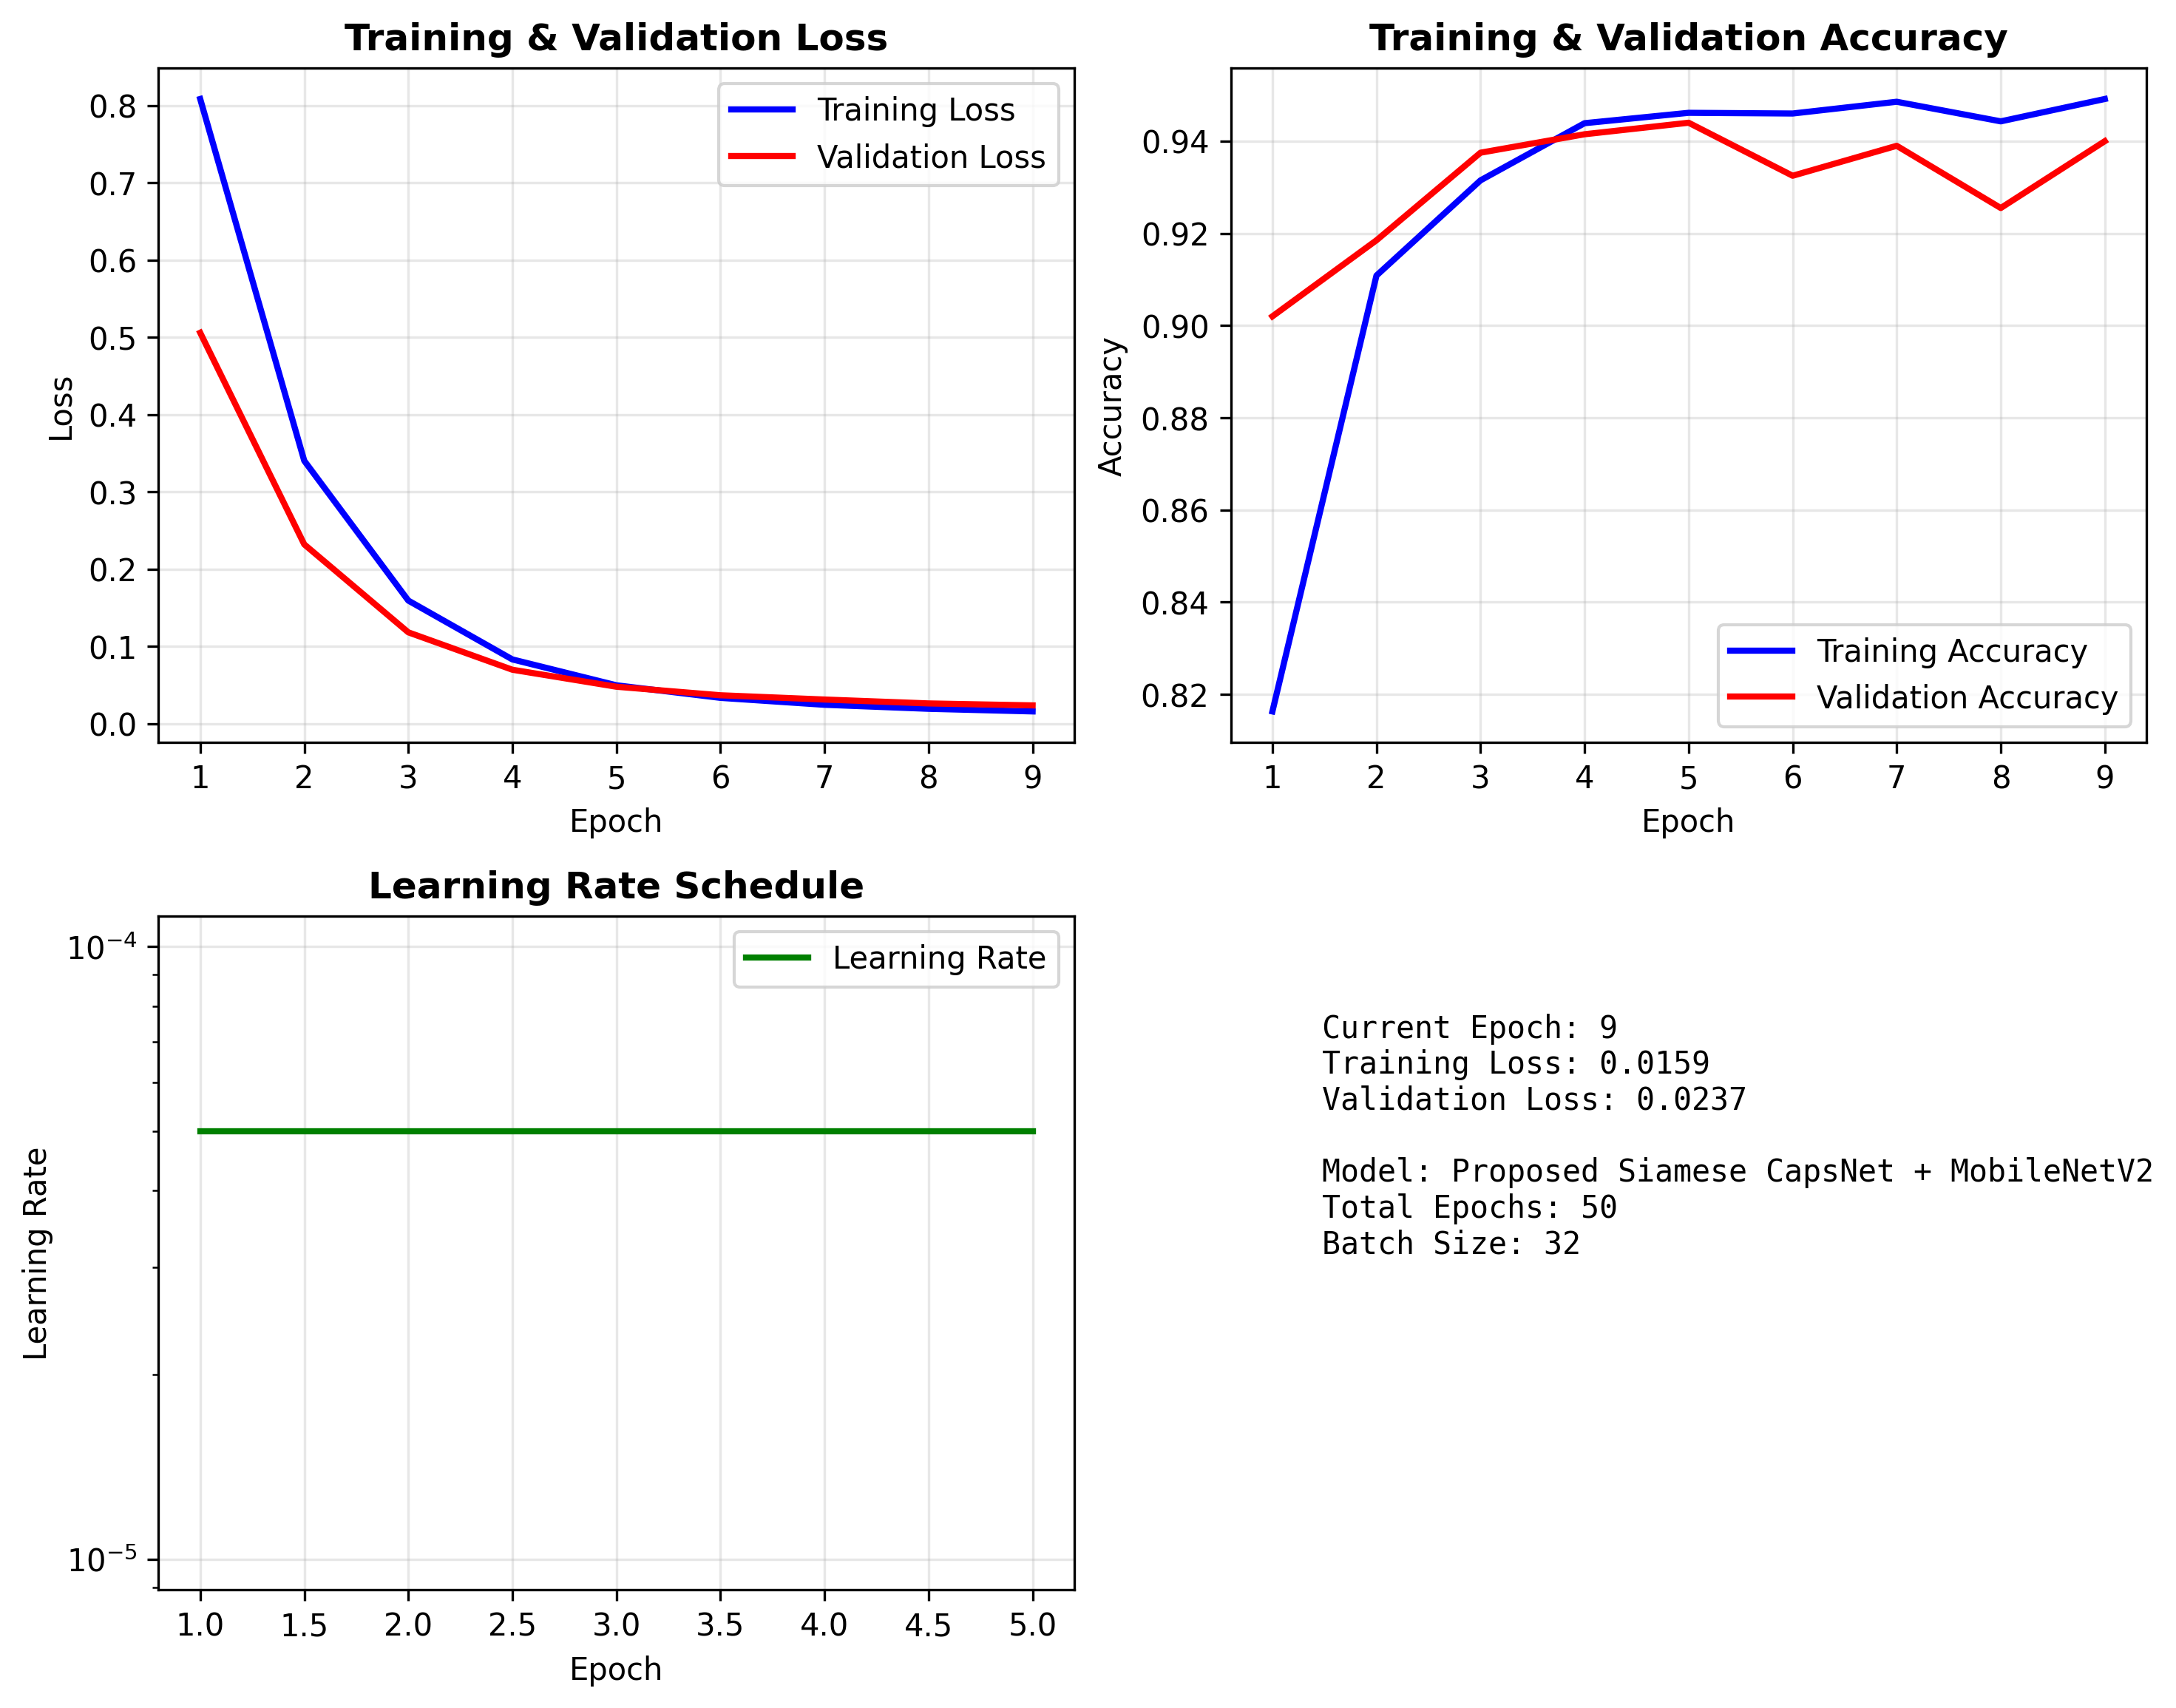 Training & Validation Loss
Loss
0.8
0.7
0.6
0.5
0.4
0.3
0.2
0.1
0.0
Training Loss
Validation Loss
1 2 3 4 5 6 7 8 9
Epoch
Training & Validation Accuracy
Accuracy
0.94
0.92
0.90
0.88
0.86
0.84
0.82
Training Accuracy
Validation Accuracy
1 2 3 4 5 6 7 8 9
Epoch
Learning Rate Schedule
Learning Rate
10⁻⁴
10⁻⁵
Learning Rate
1.0 1.5 2.0 2.5 3.0 3.5 4.0 4.5 5.0
Epoch
Current Epoch: 9
Training Loss: 0.0159
Validation Loss: 0.0237
Model: Proposed Siamese CapsNet + MobileNetV2
Total Epochs: 50
Batch Size: 32